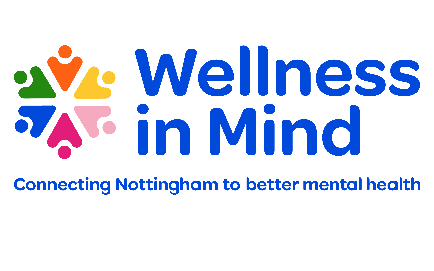 Wellness
in Mind
Connecting Nottingham to better mental health